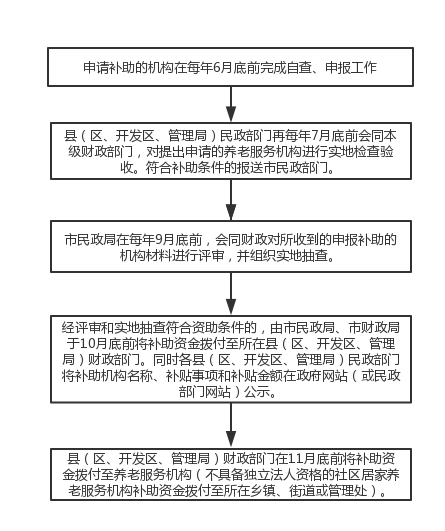 申请补助的机构在每年6月底前完成自查、申报工作
县（区、开发区、管理局）民政部门再每年7月底前会同本
级财政部门，对提出申请的养老服务机构进行实地检查验
收。符合补助条件的报送市民政部门。
市民政局在每年9月底前，会同财政对所收到的申报补助的
机构材料进行评审，并组织实地抽查。
经评审和实地抽查符合资助条件的，由市民政局、市财政局
于10月底前将补助资金拨付至所在县（区、开发区、管理
局）财政部门。同时各县（区、开发区、管理局）民政部门
将补助机构名称、补贴事项和补贴金额在政府网站（或民政
部门网站）公示。
县（区、开发区、管理局）财政部门在11月底前将补助资
金拨付至养老服务机构（不具备独立法人资格的社区居家养
老服务机构补助资金拨付至所在乡镇、街道或管理处）。